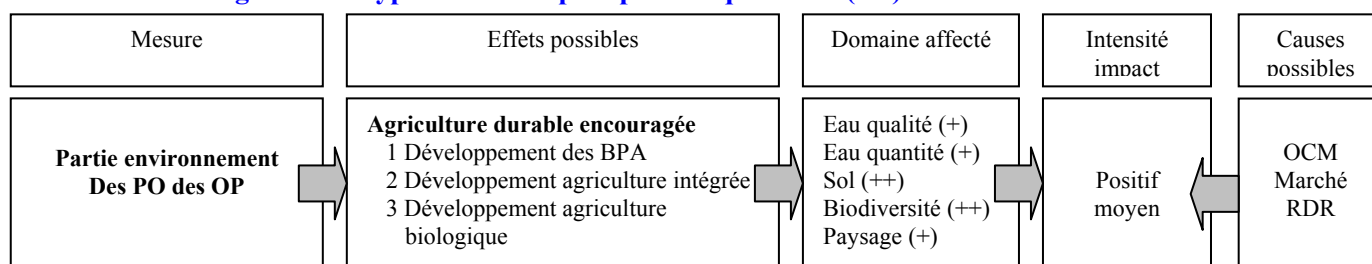 Mesure
Effets possibles
Domaine affecté
Intensité
impact
Causes
possibles
Partie environnement
Des PO des OP
Agriculture durable encouragée
1 Développement des BPA
2 Développement agriculture intégrée
3 Développement agriculture
biologique
Eau qualité (+)
Eau quantité (+)
Sol (++)
Biodiversité (++)
Paysage (+)
Positif
moyen
OCM
Marché
RDR